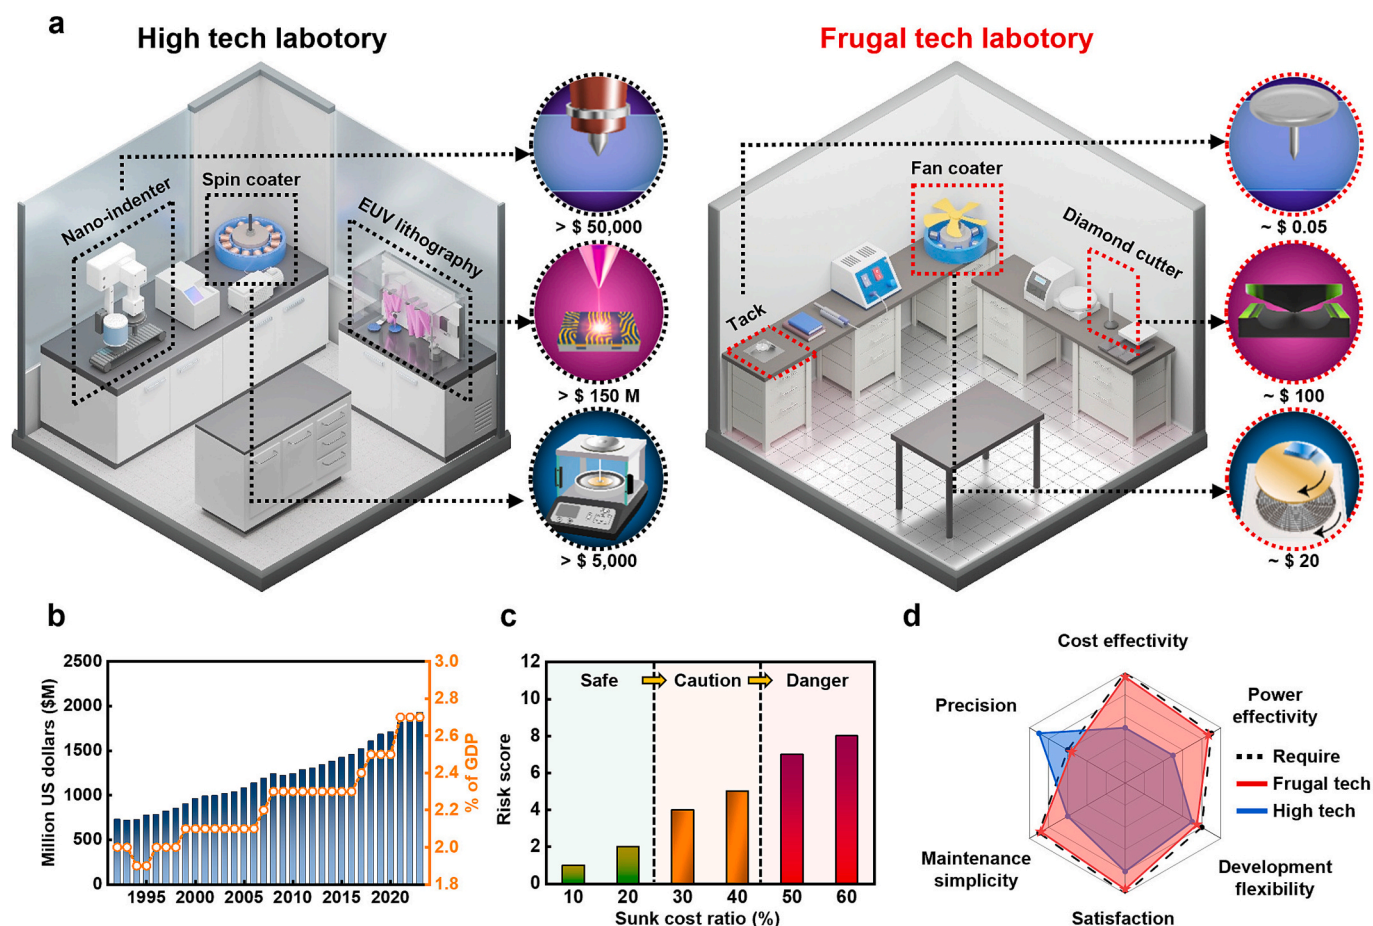 a
High tech labotory
Frugal tech labotory
Nano-indenter
Spin coater
EUV lithography
> $ 50,000
> $ 150 M
> $ 5,000
Tack
Fan coater
Diamond cutter
~ $ 0.05
~ $ 100
~ $ 20
b
Million US dollars ($M)
2500
2000
1500
1000
500
0
3.0
2.8
2.6
2.4
2.2
2.0
1.8
% of GDP
1995 2000 2005 2010 2015 2020
c
Risk score
12
10
8
6
4
2
0
Safe Caution Danger
10 20 30 40 50 60
Sunk cost ratio (%)
d
Cost effectivity
Precision
Power
effectivity
Require
Frugal tech
High tech
Maintenance
simplicity
Development
flexibility
Satisfaction